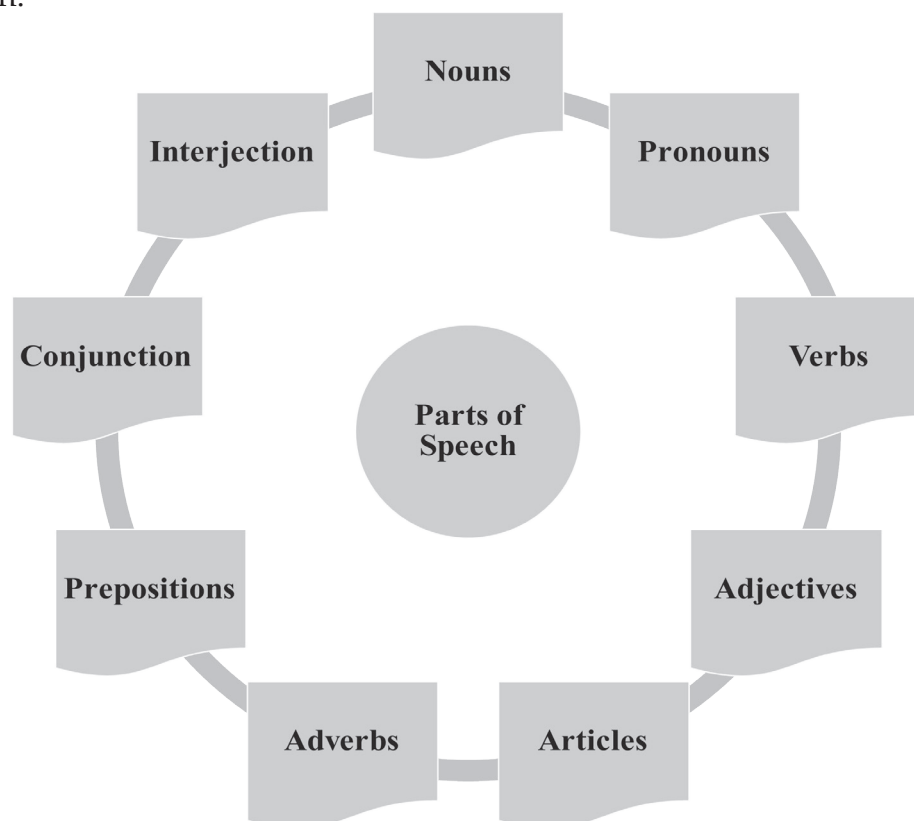 Nouns
Pronouns
Verbs
Adjectives
Articles
Adverbs
Prepositions
Conjunction
Interjection
Parts of
Speech